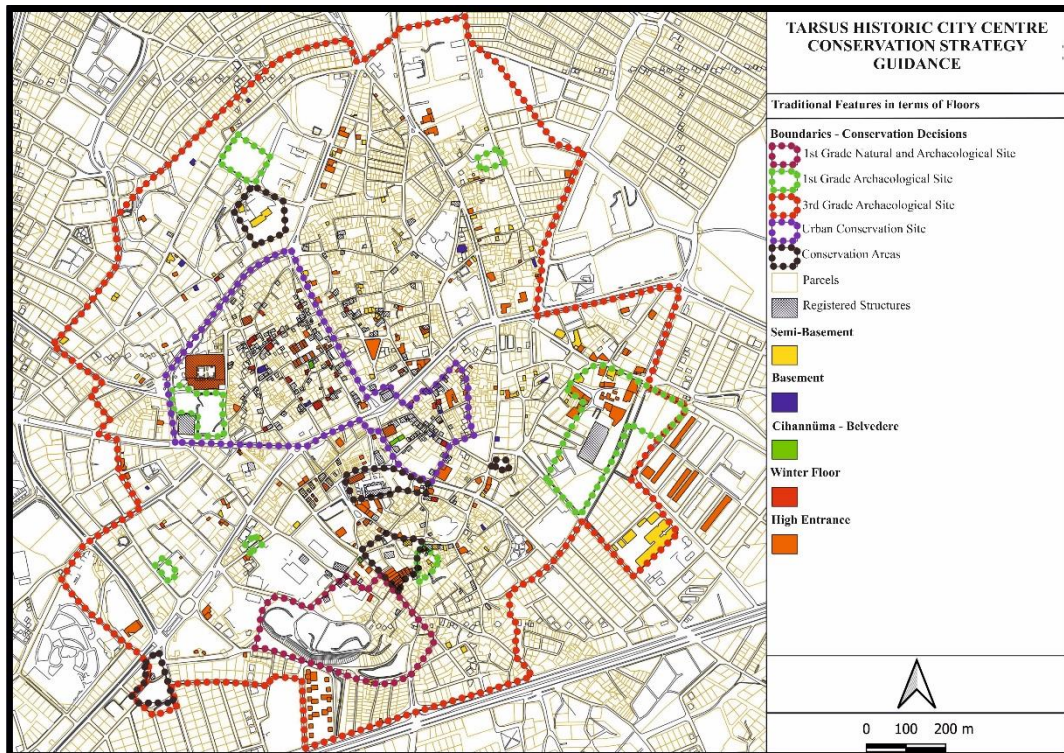 TARSUS HISTORIC CITY CENTRE
CONSERVATION STRATEGY
GUIDANCE
Traditional Features in terms of Floors
Boundaries - Conservation Decisions
1st Grade Natural and Archaeological Site
1st Grade Archaeological Site
3rd Grade Archaeological Site
Urban Conservation Site
Conservation Areas
Parcels
Registered Structures
Semi-Basement
Basement
Cihannüma - Belvedere
Winter Floor
High Entrance
0 100 200 m